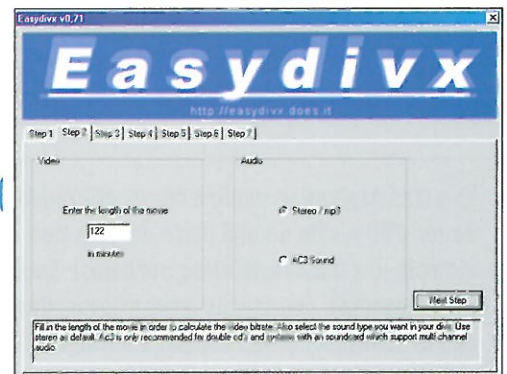 Easydivx v0,71
Easydivx
http://easydivx.does.it
Step 1 Step 2 Step 3 Step 4 Step 5 Step 6 Step 7
Video
Audio
Enter the length of the movie
122
in minutes
Stereo / mp3
AC3 Sound
Next Step
Fill in the length of the movie in order to calculate the video bitrate. Also select the sound type you want in your divx. Use
stereo as default. Ac3 is only recommended for double cd's and systems with an soundcard which support multi channel
audio.